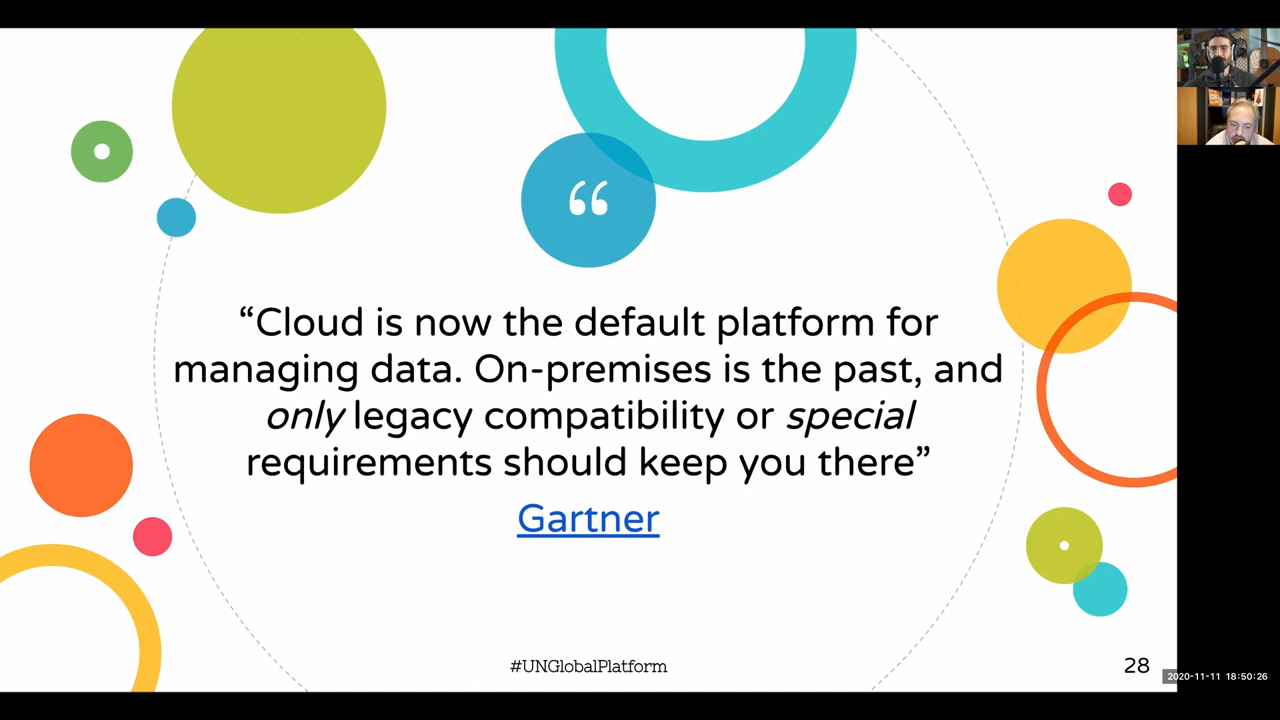 “
“Cloud is now the default platform for
managing data. On-premises is the past, and
only legacy compatibility or special
requirements should keep you there”
Gartner
#UNGlobalPlatform
28
2020-11-11 18:50:26